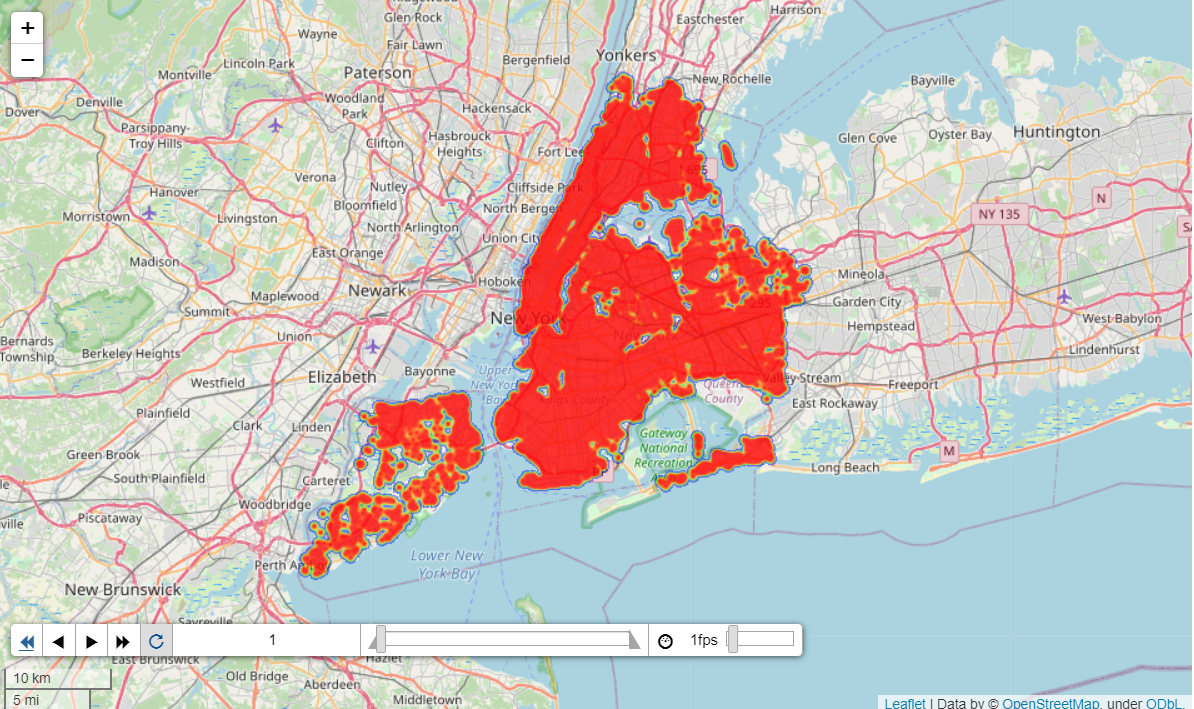 +
−
Ridgewood
Glen Rock
Eastchester
Harrison
Wayne
Fair Lawn
Bergenfield
Yonkers
Lincoln Park
Montville
Paterson
New Rochelle
Bayville
Denville
Dover
Woodland
Park
Hackensack
Parsippany-
Troy Hills
Hasbrouck
Heights
Clifton
Fort Lee
Glen Cove
Oyster Bay
Huntington
Verona
I 695
Hanover
Nutley
Cliffside Park
N
Morristown
Livingston
Bloomfield
North Bergen
NY 135
North Arlington
Union City
East Orange
Madison
Mineola
Hoboken
Newark
Maplewood
I 295
Garden City
Summit
New York
Hempstead
West Babylon
Union
Bernards
Township
Berkeley Heights
Lindenhurst
Upper
New York
Bay
Bayonne
Elizabeth
Valley Stream
Queens
County
Freeport
Westfield
Kings County
East Rockaway
Plainfield
Clark
Linden
Gateway
National
Recreation
M
Green Brook
South Plainfield
Carteret
Long Beach
Woodbridge
Piscataway
Lower New
York Bay
Perth Amboy
New Brunswick
Sayreville
1
1fps
East Brunswick
Hazlet
Old Bridge
Aberdeen
Middletown
10 km
5 mi
Leaflet | Data by © OpenStreetMap, under ODbL.